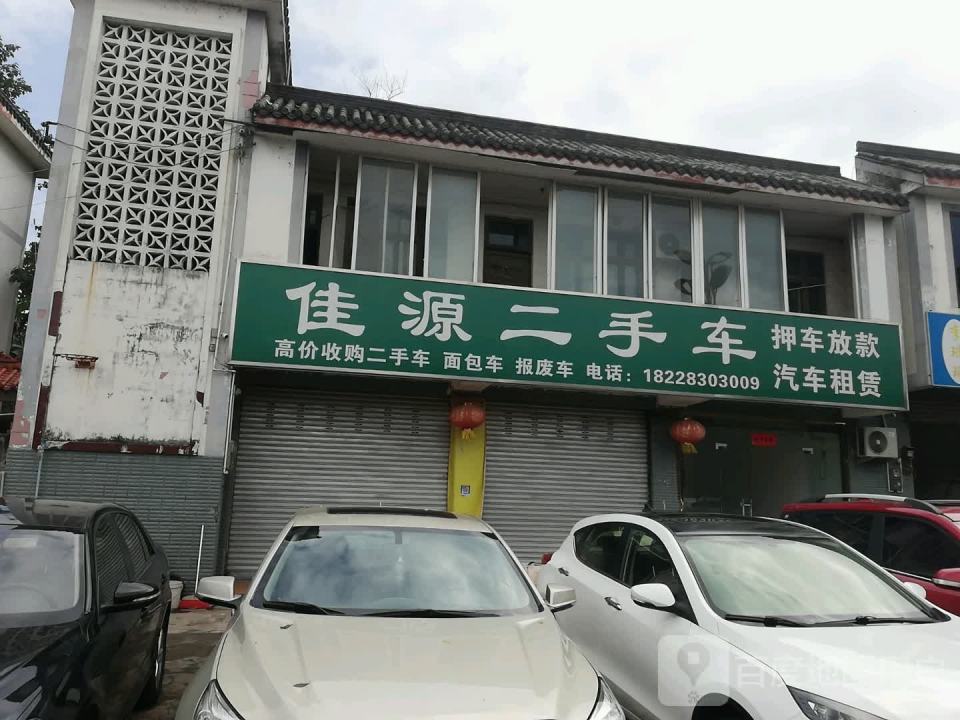 佳源二手车
押车放款
高价收购二手车 面包车 报废车 电话：18228303009
汽车租赁